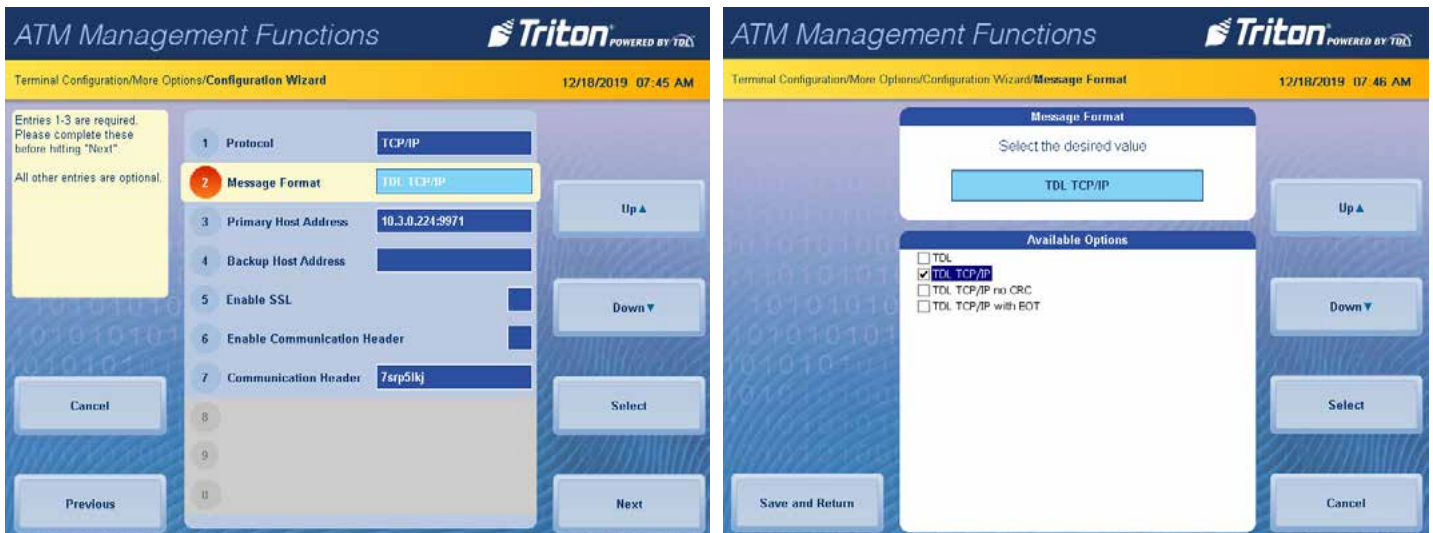 ATM Management Functions
Triton POWERED BY TDL
Terminal Configuration/More Options/Configuration Wizard
12/18/2019 07:45 AM
Entries 1-3 are required.
Please complete these
before hitting "Next".
All other entries are optional.
1 Protocol TCP/IP
2 Message Format TDL TCP/IP
3 Primary Host Address 10.3.0.224:9971
4 Backup Host Address
5 Enable SSL
6 Enable Communication Header
7 Communication Header 7srp5lkj
8
9
0
Cancel
Previous
Up
Down
Select
Next
ATM Management Functions
Triton POWERED BY TDL
Terminal Configuration/More Options/Configuration Wizard/Message Format
12/18/2019 07:46 AM
Message Format
Select the desired value
TDL TCP/IP
Available Options
TDL
TDL TCP/IP
TDL TCP/IP no CRC
TDL TCP/IP with EOT
Save and Return
Up
Down
Select
Cancel